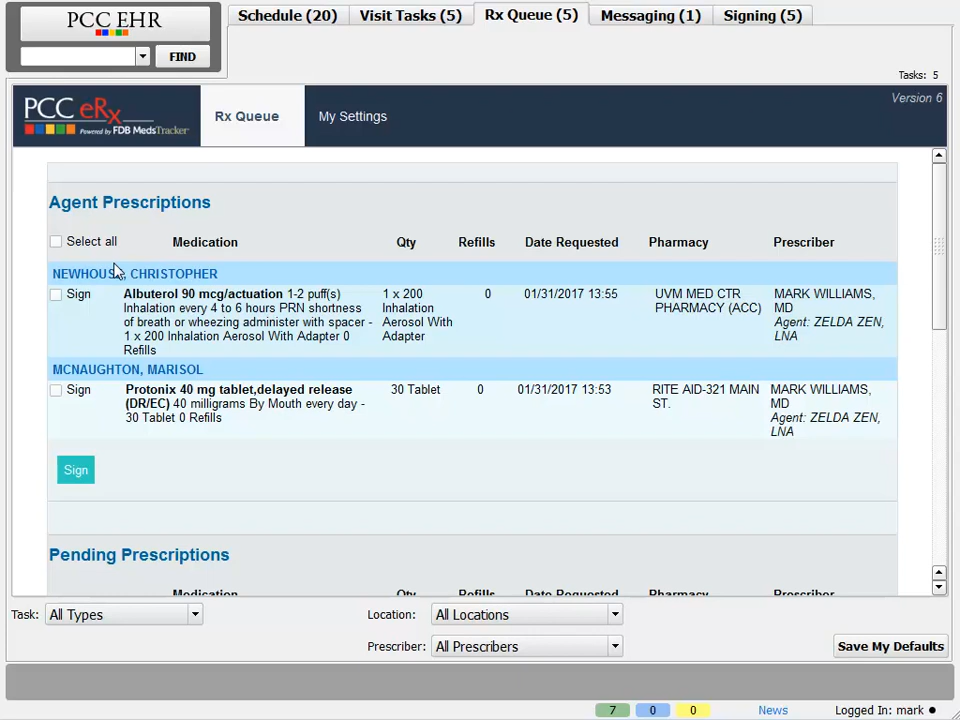 PCC EHR
FIND
Schedule (20)
Visit Tasks (5)
Rx Queue (5)
Messaging (1)
Signing (5)
Tasks: 5
PCC eRx
Powered by FDB MedsTracker
Rx Queue
My Settings
Version 6
Agent Prescriptions
Select all
Medication
Qty
Refills
Date Requested
Pharmacy
Prescriber
NEWHOUS, CHRISTOPHER
Sign
Albuterol 90 mcg/actuation 1-2 puff(s)
Inhalation every 4 to 6 hours PRN shortness
of breath or wheezing administer with spacer -
1 x 200 Inhalation Aerosol With Adapter 0
Refills
1 x 200
Inhalation
Aerosol With
Adapter
0
01/31/2017 13:55
UVM MED CTR
PHARMACY (ACC)
MARK WILLIAMS,
MD
Agent: ZELDA ZEN,
LNA
MCNAUGHTON, MARISOL
Sign
Protonix 40 mg tablet,delayed release
(DR/EC) 40 milligrams By Mouth every day -
30 Tablet 0 Refills
30 Tablet
0
01/31/2017 13:53
RITE AID-321 MAIN
ST.
MARK WILLIAMS,
MD
Agent: ZELDA ZEN,
LNA
Sign
Pending Prescriptions
Medication
Qty
Refills
Date Requested
Pharmacy
Prescriber
Task:
All Types
Location:
All Locations
Prescriber:
All Prescribers
Save My Defaults
7
0
0
News
Logged In: mark